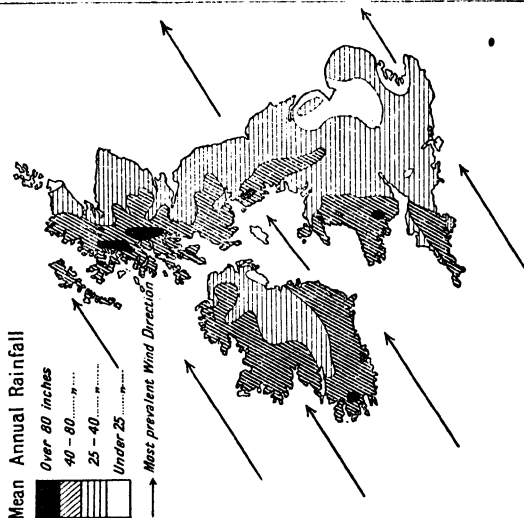 Mean Annual Rainfall
Over 80 inches
40 - 80 ........ " ......
25 - 40 ........ " ........
Under 25 ........ " ......
Most prevalent Wind Direction